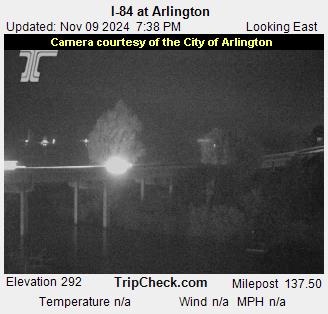 I-84 at Arlington
Updated: Nov 09 2024 7:38 PM Looking East
Camera courtesy of the City of Arlington
Elevation 292 TripCheck.com Milepost 137.50
Temperature n/a Wind n/a MPH n/a